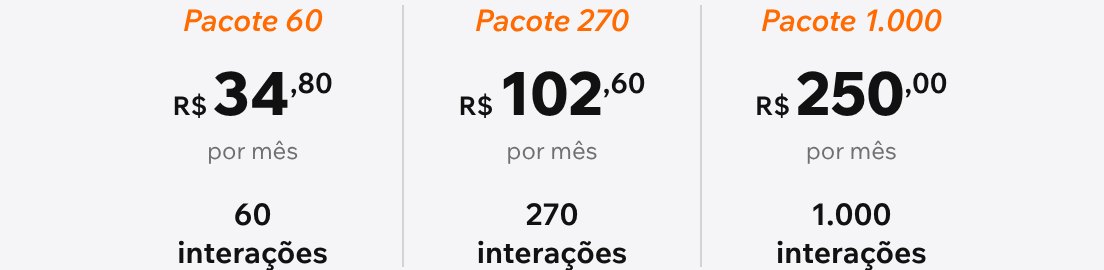 Pacote 60
R$ 34,80
por mês
60
interações
Pacote 270
R$ 102,60
por mês
270
interações
Pacote 1.000
R$ 250,00
por mês
1.000
interações